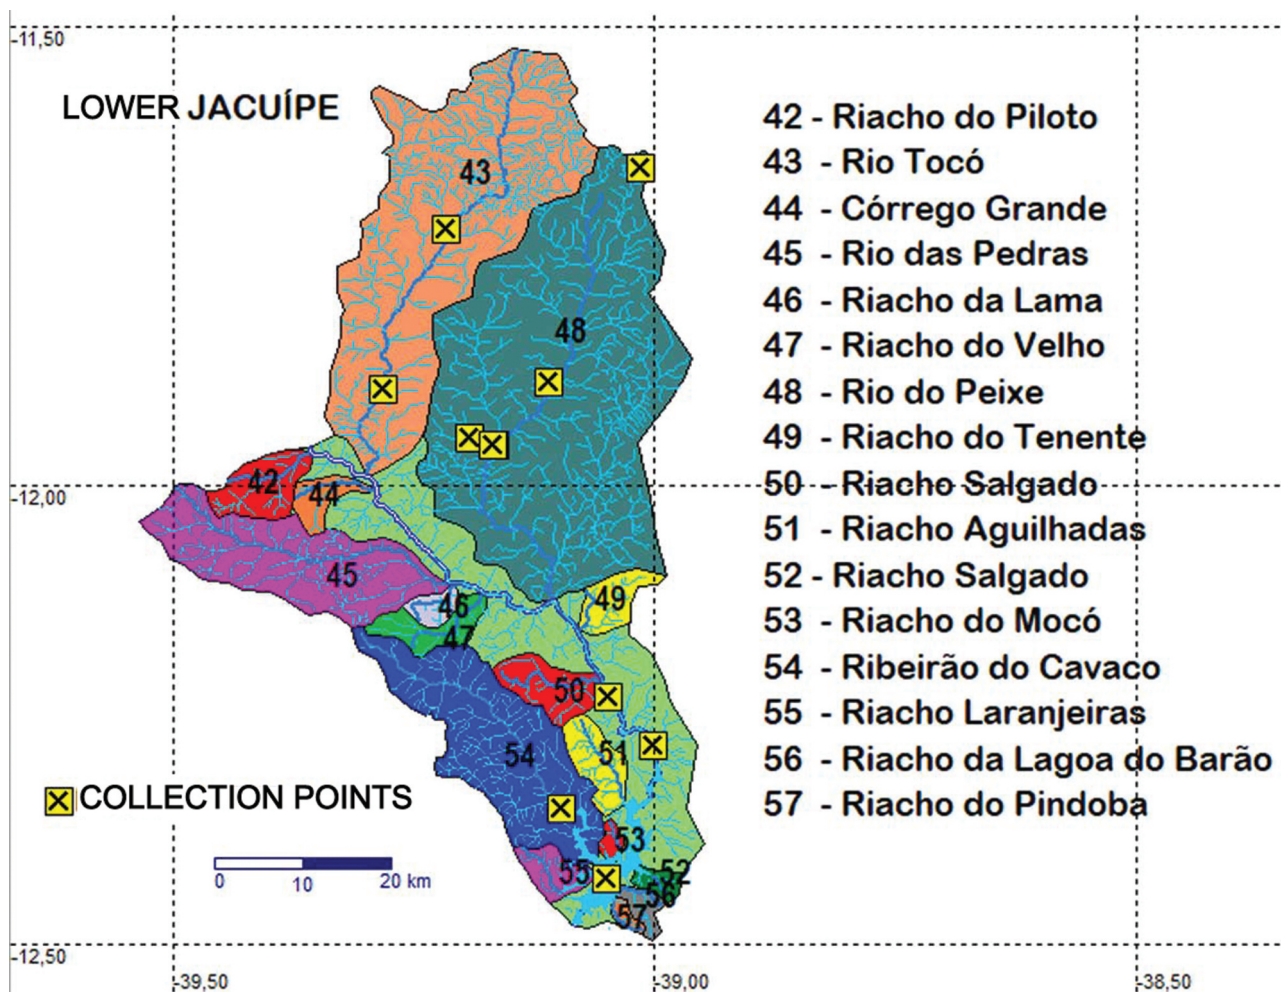 -11,50
LOWER JACUÍPE
42 - Riacho do Piloto
43 - Rio Tocó
44 - Córrego Grande
45 - Rio das Pedras
46 - Riacho da Lama
47 - Riacho do Velho
48 - Rio do Peixe
49 - Riacho do Tenente
50 - Riacho Salgado
51 - Riacho Aguilhadas
52 - Riacho Salgado
53 - Riacho do Mocó
54 - Ribeirão do Cavaco
55 - Riacho Laranjeiras
56 - Riacho da Lagoa do Barão
57 - Riacho do Pindoba
43
48
-12,00
42
44
45
46
49
47
50
54
51
COLLECTION POINTS
53
55
52
56
57
0 10 20 km
-12,50
-39,50
-39,00
-38,50